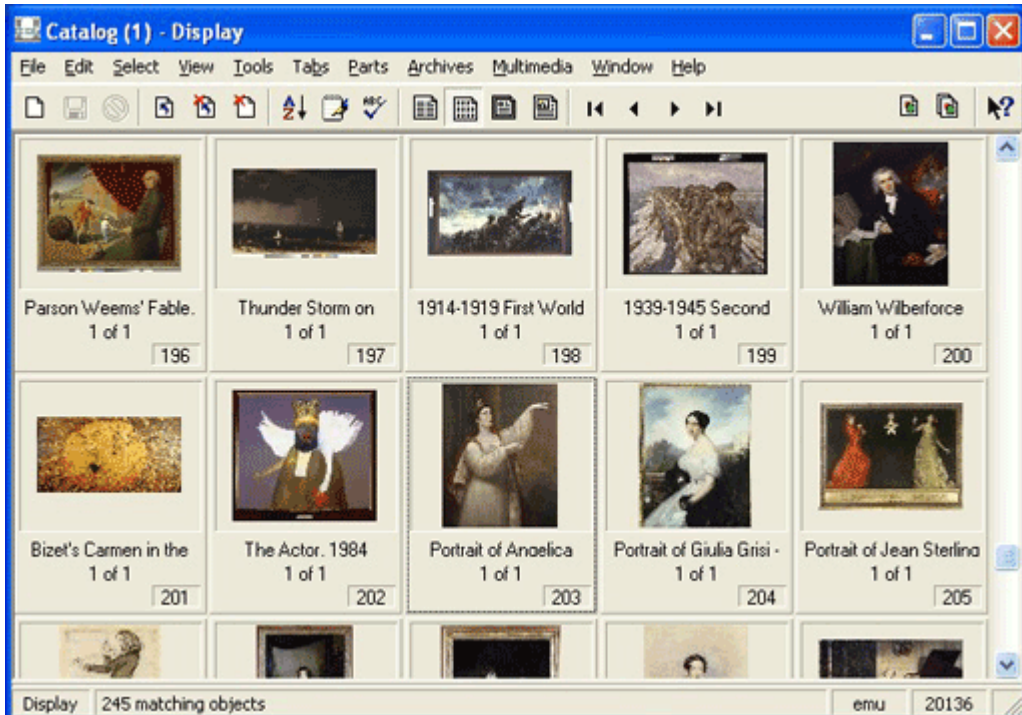 Catalog (1) - Display
File Edit Select View Tools Tabs Parts Archives Multimedia Window Help
Parson Weems' Fable. Thunder Storm on 1914-1919 First World 1939-1945 Second William Wilberforce
1 of 1 1 of 1 1 of 1 1 of 1 1 of 1
196 197 198 199 200
Bizet's Carmen in the The Actor. 1984 Portrait of Angelica Portrait of Giulia Grisi - Portrait of Jean Sterling
1 of 1 1 of 1 1 of 1 1 of 1 1 of 1
201 202 203 204 205
Display 245 matching objects emu 20136